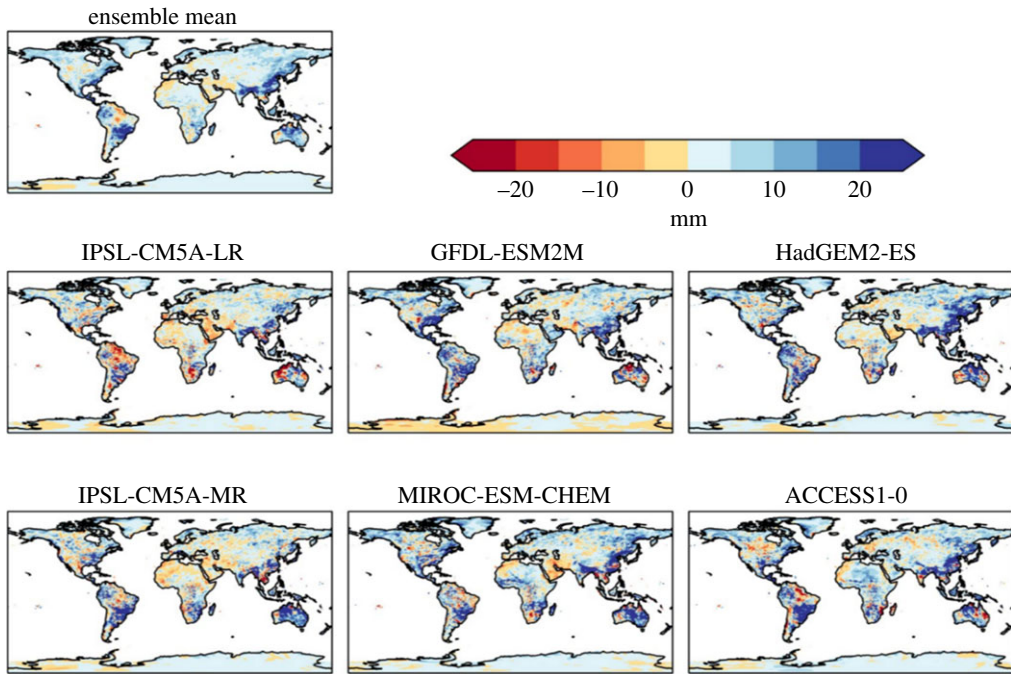 ensemble mean
–20 –10 0 10 20
mm
IPSL-CM5A-LR GFDL-ESM2M HadGEM2-ES
IPSL-CM5A-MR MIROC-ESM-CHEM ACCESS1-0